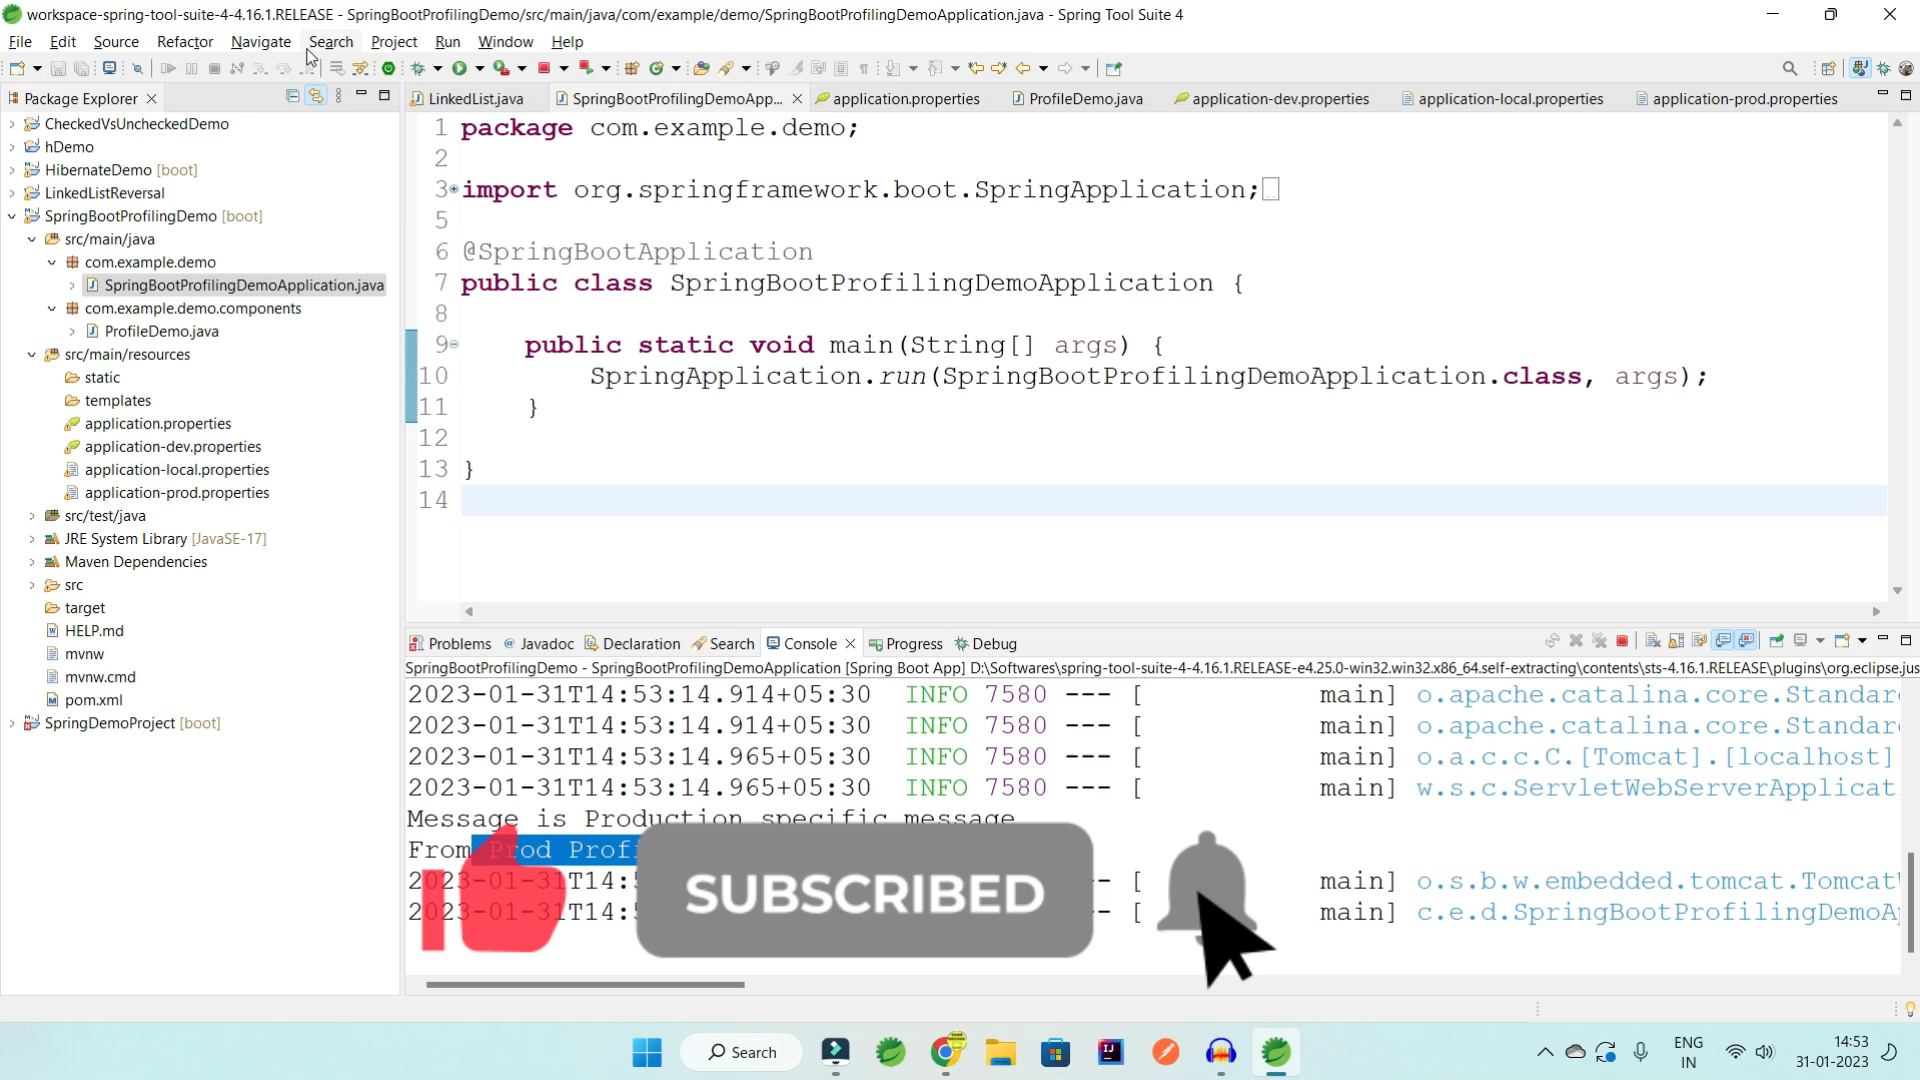 workspace-spring-tool-suite-4-4.16.1.RELEASE - SpringBootProfilingDemo/src/main/java/com/example/demo/SpringBootProfilingDemoApplication.java - Spring Tool Suite 4
File Edit Source Refactor Navigate Search Project Run Window Help
Package Explorer
CheckedVsUncheckedDemo
hDemo
HibernateDemo [boot]
LinkedListReversal
SpringBootProfilingDemo [boot]
src/main/java
com.example.demo
SpringBootProfilingDemoApplication.java
com.example.demo.components
ProfileDemo.java
src/main/resources
static
templates
application.properties
application-dev.properties
application-local.properties
application-prod.properties
src/test/java
JRE System Library [JavaSE-17]
Maven Dependencies
src
target
HELP.md
mvnw
mvnw.cmd
pom.xml
SpringDemoProject [boot]
LinkedList.java SpringBootProfilingDemoApp... application.properties ProfileDemo.java application-dev.properties application-local.properties application-prod.properties
1 package com.example.demo;
2
3 import org.springframework.boot.SpringApplication;
5
6 @SpringBootApplication
7 public class SpringBootProfilingDemoApplication {
8
9 public static void main(String[] args) {
10 SpringApplication.run(SpringBootProfilingDemoApplication.class, args);
11 }
12
13 }
14
Problems Javadoc Declaration Search Console Progress Debug
SpringBootProfilingDemo - SpringBootProfilingDemoApplication [Spring Boot App] D:\Softwares\spring-tool-suite-4-4.16.1.RELEASE-e4.25.0-win32.win32.x86_64.self-extracting\contents\sts-4.16.1.RELEASE\plugins\org.eclipse.jus
2023-01-31T14:53:14.914+05:30 INFO 7580 --- [ main] o.apache.catalina.core.Standar
2023-01-31T14:53:14.914+05:30 INFO 7580 --- [ main] o.apache.catalina.core.Standar
2023-01-31T14:53:14.965+05:30 INFO 7580 --- [ main] o.a.c.c.C.[Tomcat].[localhost]
2023-01-31T14:53:14.965+05:30 INFO 7580 --- [ main] w.s.c.ServletWebServerApplicat
Message is Production specific message
From Prod Profi
2023-01-31T14: - [ main] o.s.b.w.embedded.tomcat.Tomcat
2023-01-31T14: - [ main] c.e.d.SpringBootProfilingDemoA
SUBSCRIBED
Search
ENG
IN
14:53
31-01-2023